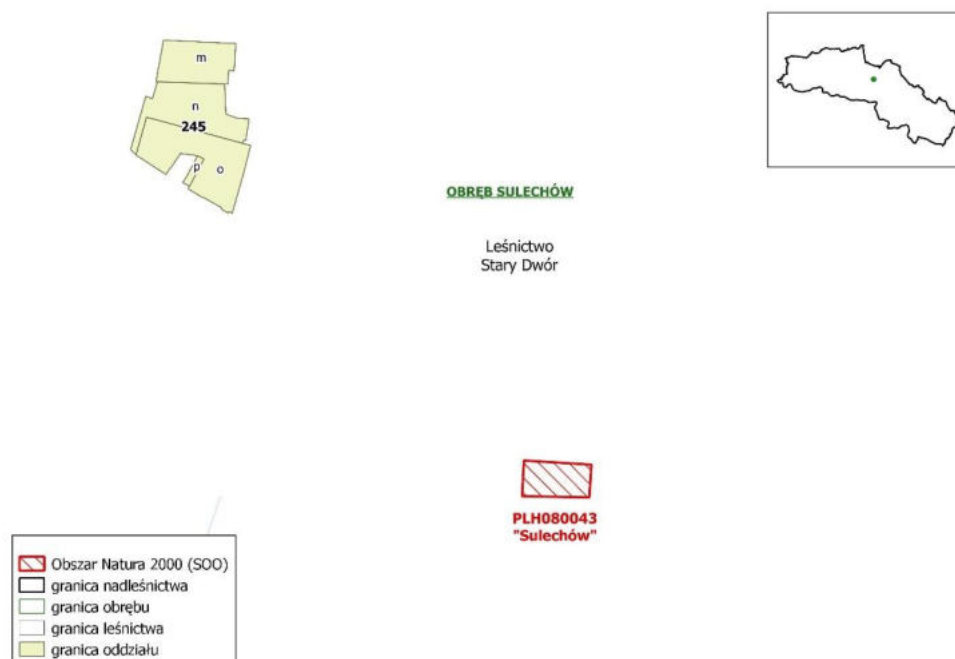 m
n
245
p
o
OBRĘB SULECHÓW
Leśnictwo
Stary Dwór
PLH080043
"Sulechów"
Obszar Natura 2000 (SOO)
granica nadleśnictwa
granica obrębu
granica leśnictwa
granica oddziału